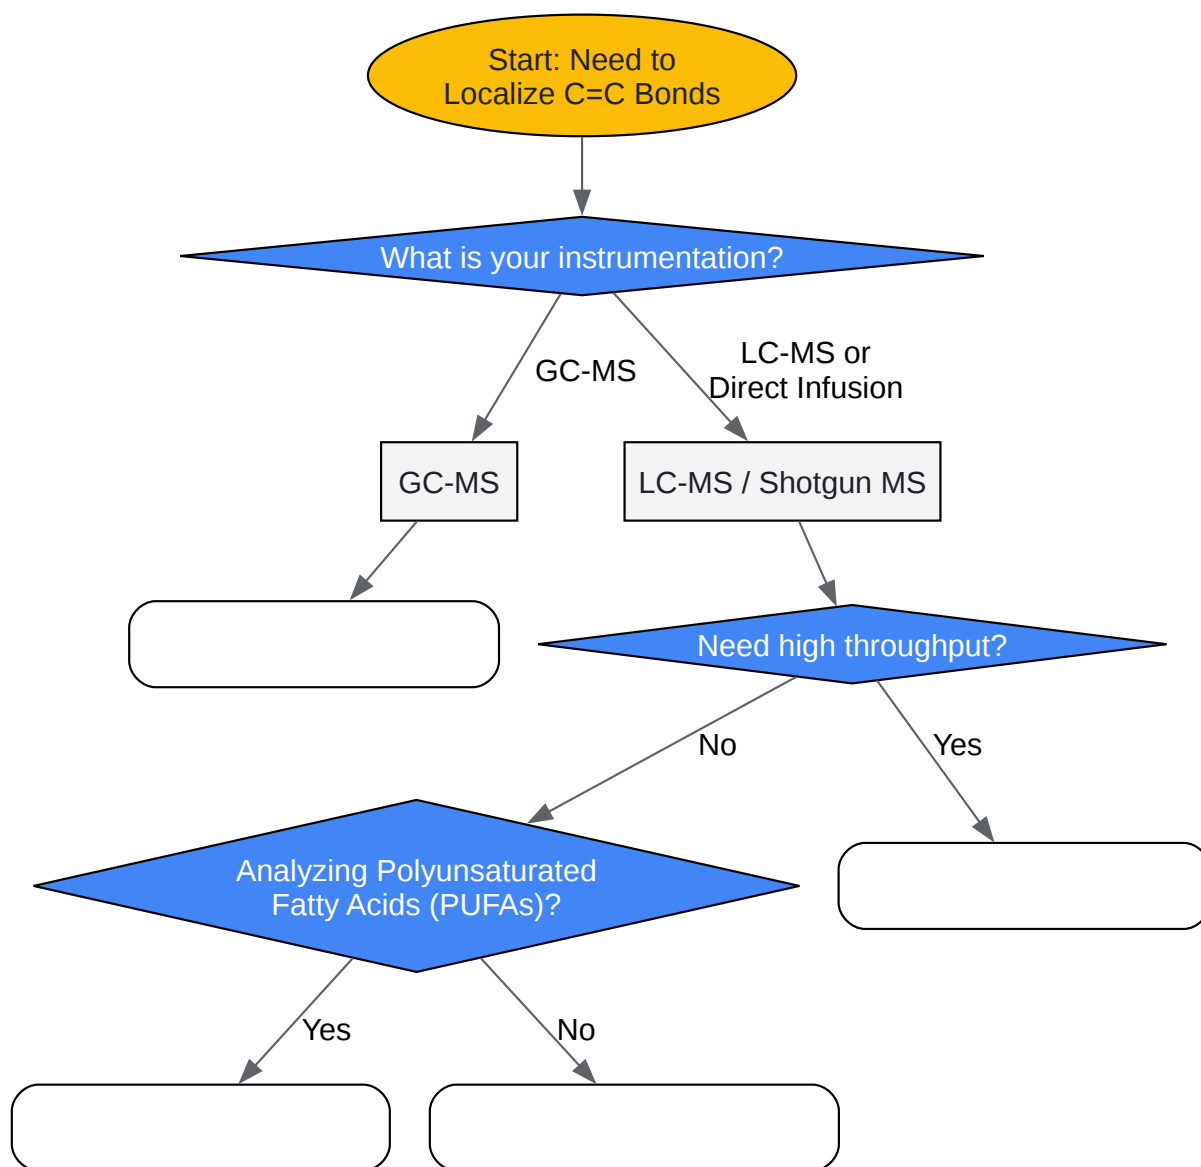 Start: Need to
Localize C=C Bonds
What is your instrumentation?
GC-MS
LC-MS or
Direct Infusion
GC-MS
LC-MS / Shotgun MS
Need high throughput?
No
Yes
Analyzing Polyunsaturated
Fatty Acids (PUFAs)?
Yes
No